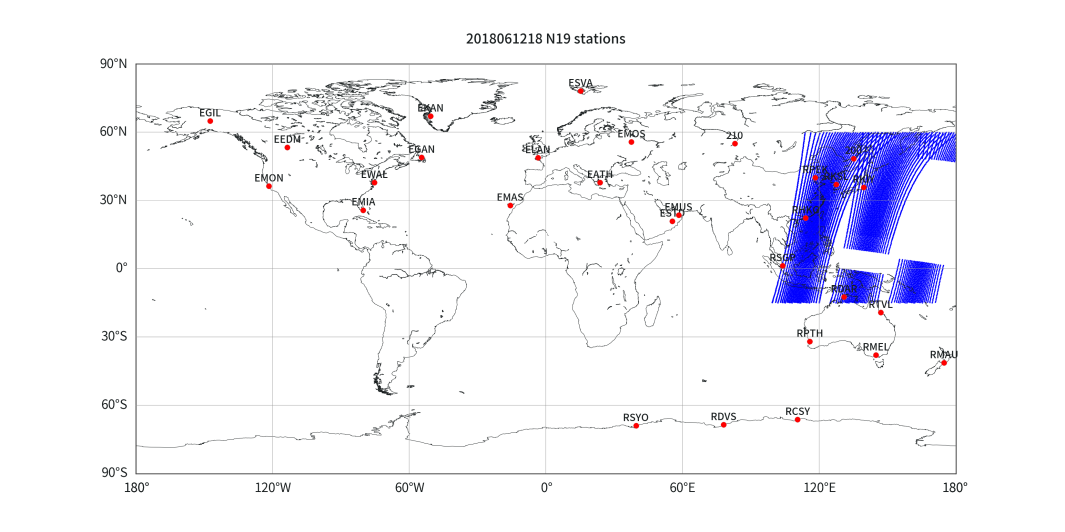 2018061218 N19 stations
90°N
ESVA
EGIL
EKAN
60°N
EMOS
210
EEDM
EGAN
ELAN
EMON
EWAL
EATH
EMAS
30°N
EMIA
EMUS
RSGP
0°
RTVL
30°S
RPTH
RMEL
RMAU
60°S
RSYO
RDVS
RCSY
90°S
180° 120°W 60°W 0° 60°E 120°E 180°